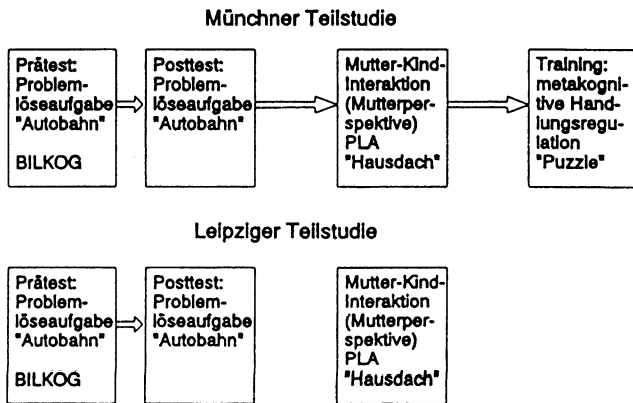 Münchner Teilstudie
Prätest:
Problem-
löseaufgabe
"Autobahn"
BILKOG
Posttest:
Problem-
löseaufgabe
"Autobahn"
Mutter-Kind-
Interaktion
(Mutterper-
spektive)
PLA
"Hausdach"
Training:
metakogni-
tive Hand-
lungsregu-
lation
"Puzzle"
Leipziger Teilstudie
Prätest:
Problem-
löseaufgabe
"Autobahn"
BILKOG
Posttest:
Problem-
löseaufgabe
"Autobahn"
Mutter-Kind-
Interaktion
(Mutterper-
spektive)
PLA
"Hausdach"